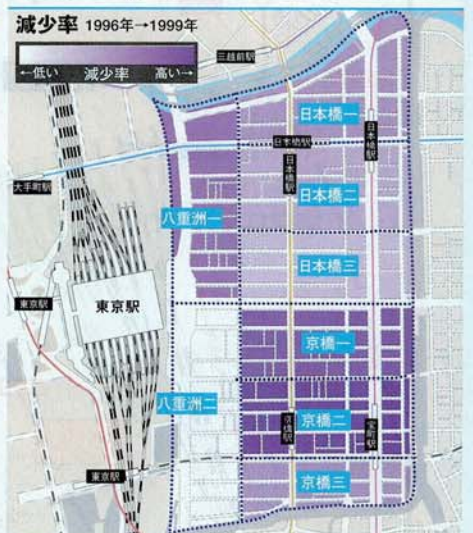 減少率 1996年→1999年
←低い 減少率 高い→
三越前駅
日本橋一
日本橋駅
日本橋駅
日本橋駅
大手町駅
日本橋二
八重洲一
日本橋三
東京駅
東京駅
京橋一
八重洲二
京橋二
京橋駅
宝町駅
東京駅
京橋三